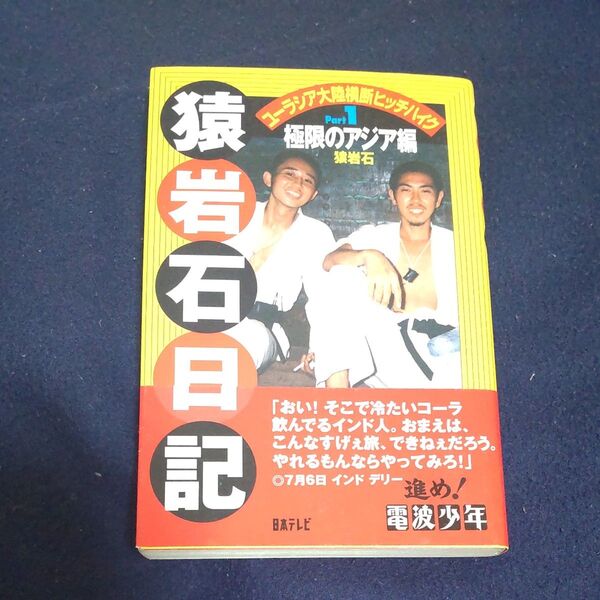 ユーラシア大陸横断ヒッチハイク
Part1
極限のアジア編
猿岩石
猿岩石日記
「おい！そこで冷たいコーラ
飲んでるインド人。おまえは、
こんなすげぇ旅、できねぇだろう。
やれるもんならやってみろ！」
◎7月6日 インド デリー
進め！
電波少年
日本テレビ